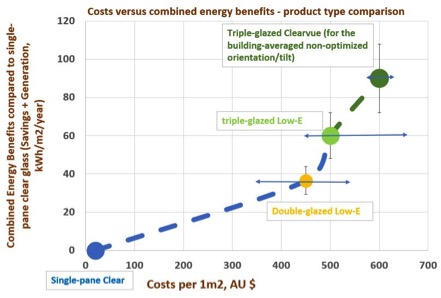 Costs versus combined energy benefits - product type comparison
Combined Energy Benefits compared to single-
pane clear glass (Savings + Generation,
kWh/m2/year)
120
100
80
60
40
20
0
Triple-glazed Clearvue (for the
building-averaged non-optimized
orientation/tilt)
triple-glazed Low-E
Double-glazed Low-E
0 100 200 300 400 500 600 700
Single-pane Clear
Costs per 1m2, AU $